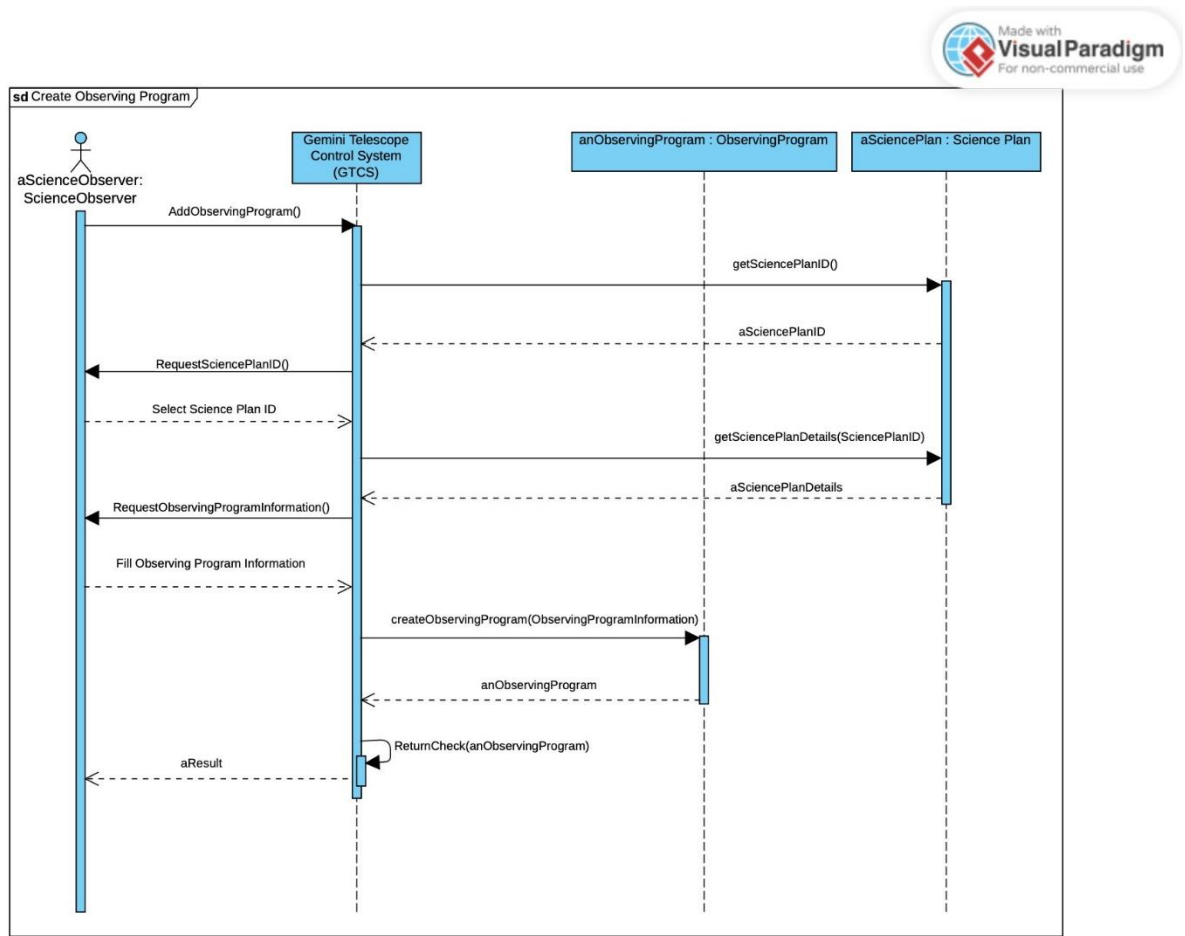 Made with
Visual Paradigm
For non-commercial use
sd Create Observing Program
aScienceObserver:
ScienceObserver
Gemini Telescope
Control System
(GTCS)
anObservingProgram : ObservingProgram
aSciencePlan : Science Plan
AddObservingProgram()
getSciencePlanID()
aSciencePlanID
RequestSciencePlanID()
Select Science Plan ID
getSciencePlanDetails(SciencePlanID)
aSciencePlanDetails
RequestObservingProgramInformation()
Fill Observing Program Information
createObservingProgram(ObservingProgramInformation)
anObservingProgram
ReturnCheck(anObservingProgram)
aResult